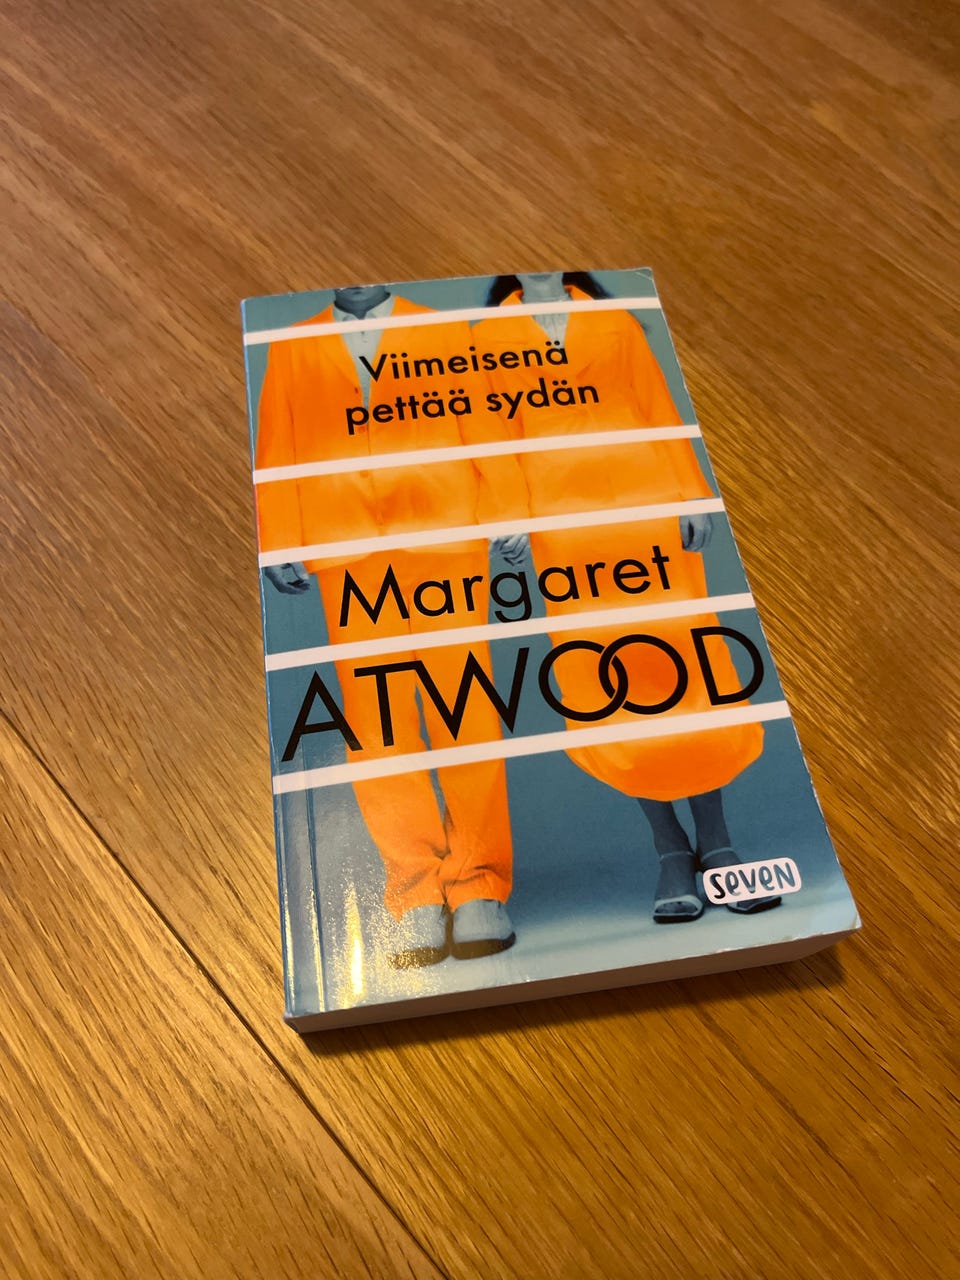 Viimeisenä
pettää sydän
Margaret
ATWOOD
seven